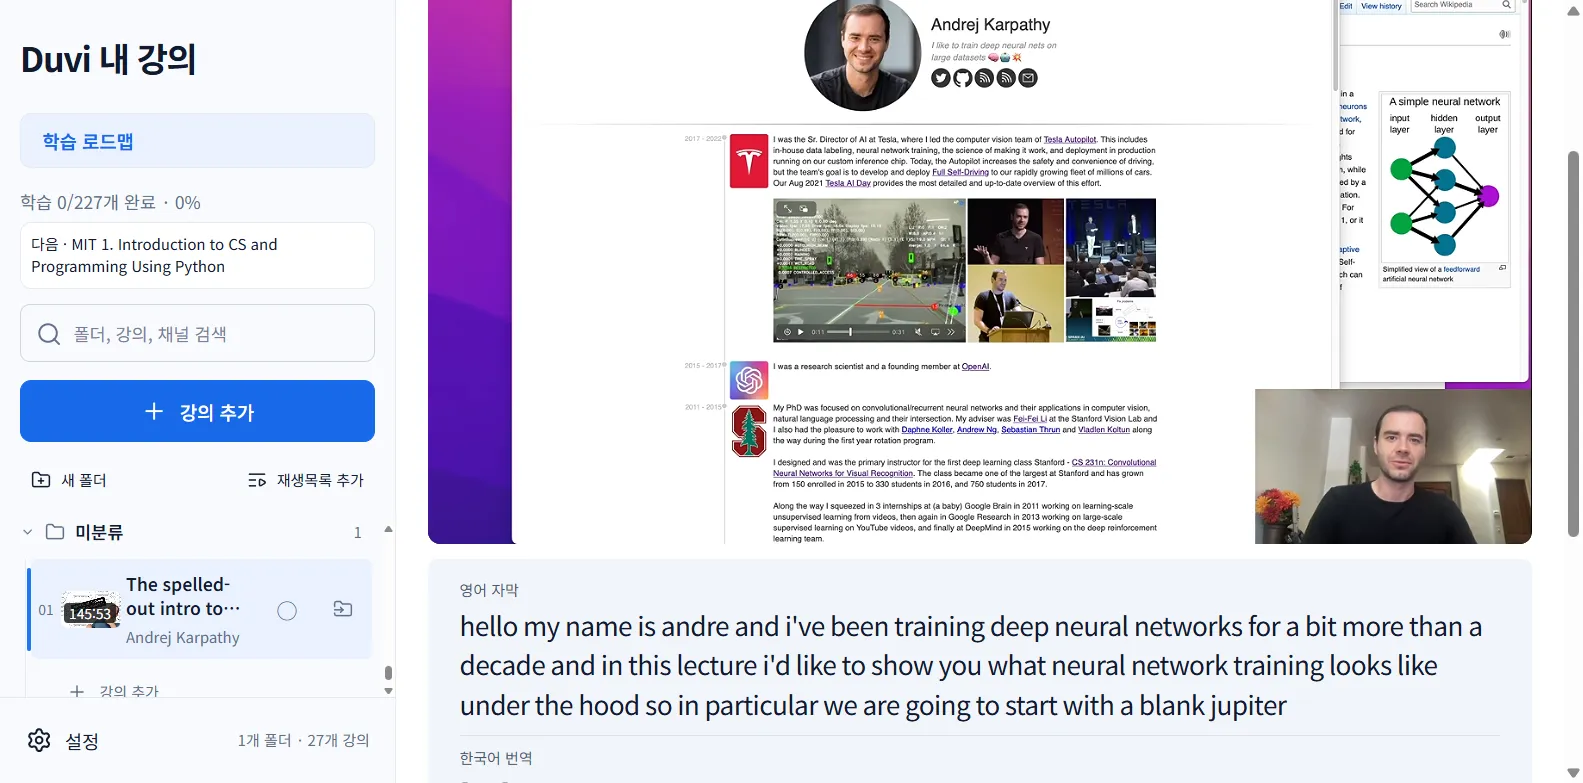 Duvi 내 강의
학습 로드맵
학습 0/227개 완료 · 0%
다음 · MIT 1. Introduction to CS and
Programming Using Python
폴더, 강의, 채널 검색
강의 추가
새 폴더
재생목록 추가
미분류
1
01
145:53
The spelled-
out intro to…
Andrej Karpathy
강의 추가
설정
1개 폴더 · 27개 강의
Andrej Karpathy
I like to train deep neural nets on
large datasets
2017 - 2022
I was the Sr. Director of AI at Tesla, where I led the computer vision team of Tesla Autopilot. This includes
in-house data labeling, neural network training, the science of making it work, and deployment in production
running on our custom inference chip. Today, the Autopilot increases the safety and convenience of driving,
but the team's goal is to develop and deploy Full Self-Driving to our rapidly growing fleet of millions of cars.
Our Aug 2021 Tesla AI Day provides the most detailed and up-to-date overview of this effort.
0:11
0:31
2015 - 2017
I was a research scientist and a founding member at OpenAI.
2011 - 2015
My PhD was focused on convolutional/recurrent neural networks and their applications in computer vision,
natural language processing and their intersection. My adviser was Fei-Fei Li at the Stanford Vision Lab and
I also had the pleasure to work with Daphne Koller, Andrew Ng, Sebastian Thrun and Vladlen Koltun along
the way during the first year rotation program.
I designed and was the primary instructor for the first deep learning class Stanford - CS 231n: Convolutional
Neural Networks for Visual Recognition. The class became one of the largest at Stanford and has grown
from 150 enrolled in 2015 to 330 students in 2016, and 750 students in 2017.
Along the way I squeezed in 3 internships at (a baby) Google Brain in 2011 working on learning-scale
unsupervised learning from videos, then again in Google Research in 2013 working on large-scale
supervised learning on YouTube videos, and finally at DeepMind in 2015 working on the deep reinforcement
learning team.
Edit
View history
Search Wikipedia
A simple neural network
input
layer
hidden
layer
output
layer
Simplified view of a feedforward
artificial neural network
영어 자막
hello my name is andre and i've been training deep neural networks for a bit more than a
decade and in this lecture i'd like to show you what neural network training looks like
under the hood so in particular we are going to start with a blank jupiter
한국어 번역